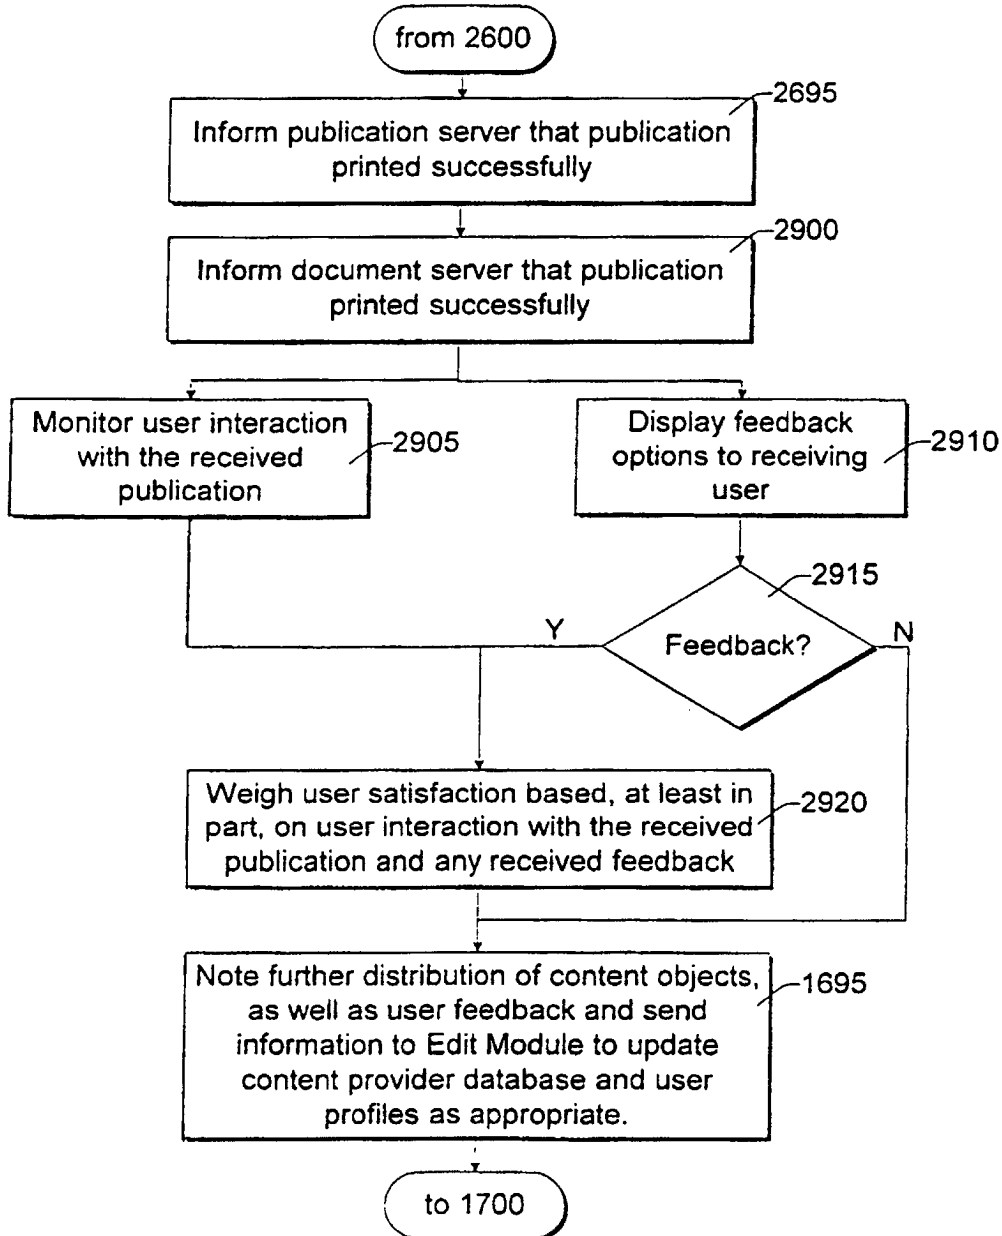 from 2600
2695
Inform publication server that publication
printed successfully
2900
Inform document server that publication
printed successfully
Monitor user interaction
with the received
publication
2905
Display feedback
options to receiving
user
2910
2915
Feedback?
Y
N
Weigh user satisfaction based, at least in
part, on user interaction with the received
publication and any received feedback
2920
Note further distribution of content objects,
as well as user feedback and send
information to Edit Module to update
content provider database and user
profiles as appropriate.
1695
to 1700